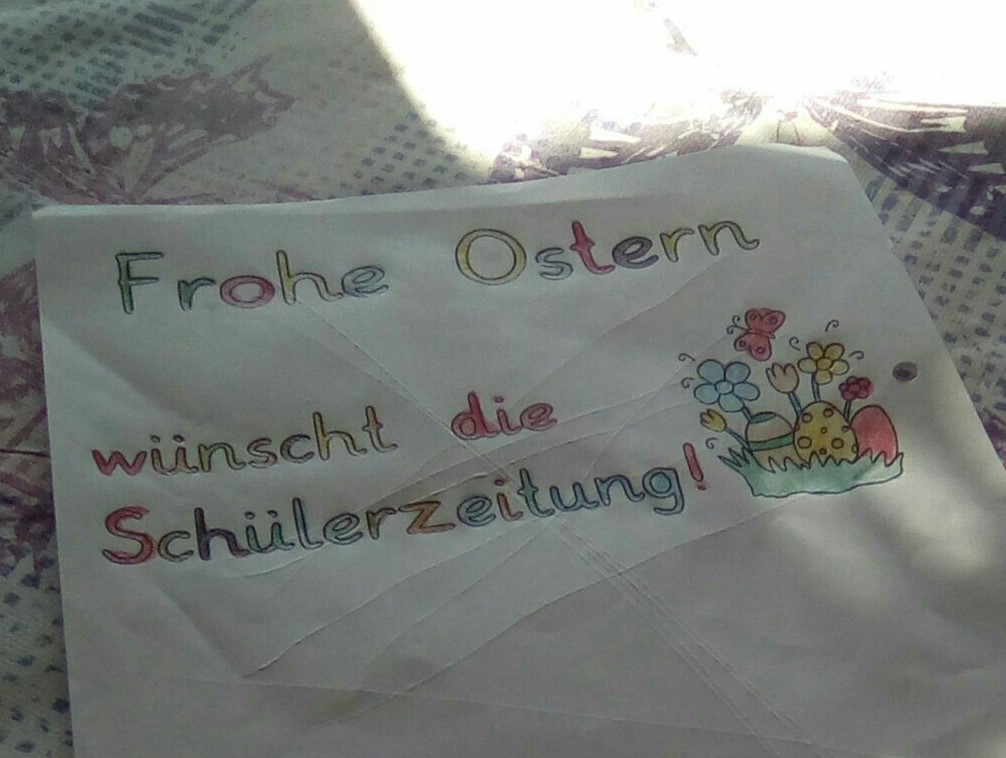 Frohe Ostern
wünscht die
Schülerzeitung!